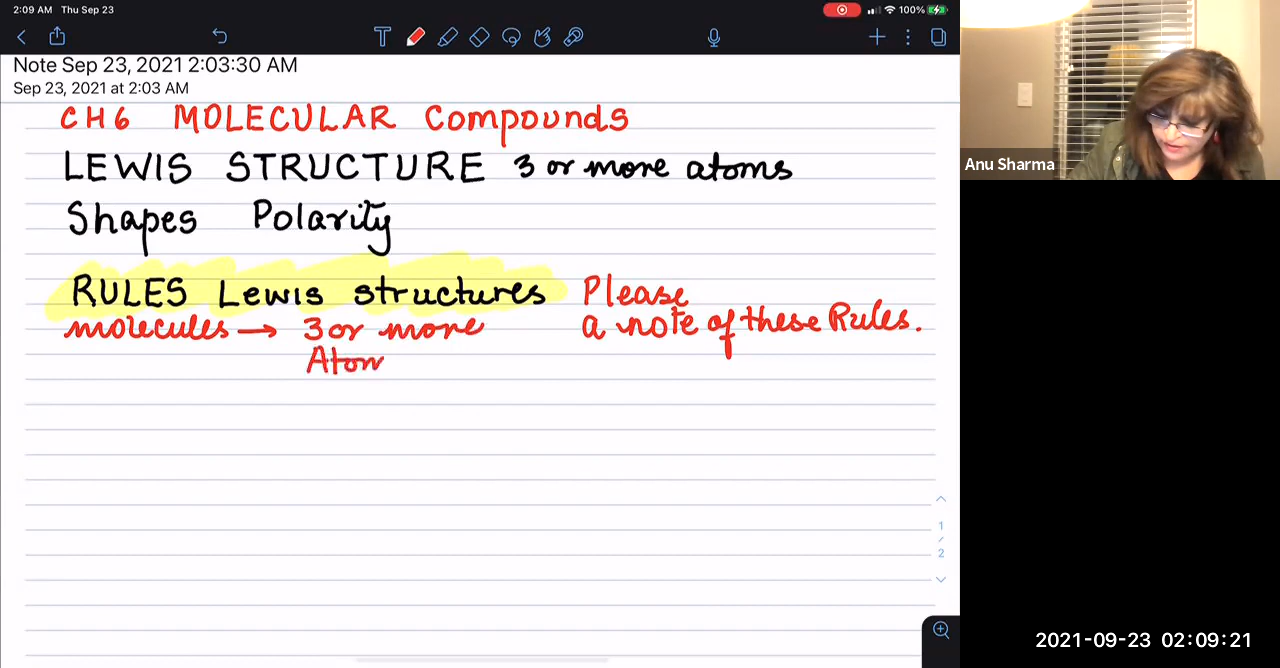 2:09 AM Thu Sep 23
100%
T
Note Sep 23, 2021 2:03:30 AM
Sep 23, 2021 at 2:03 AM
CH6 MOLECULAR Compounds
LEWIS STRUCTURE 3 or more atoms
Shapes Polarity
RULES Lewis structures Please
molecules → 3 or more a note of these Rules.
Atom
1
2
Anu Sharma
2021-09-23 02:09:21